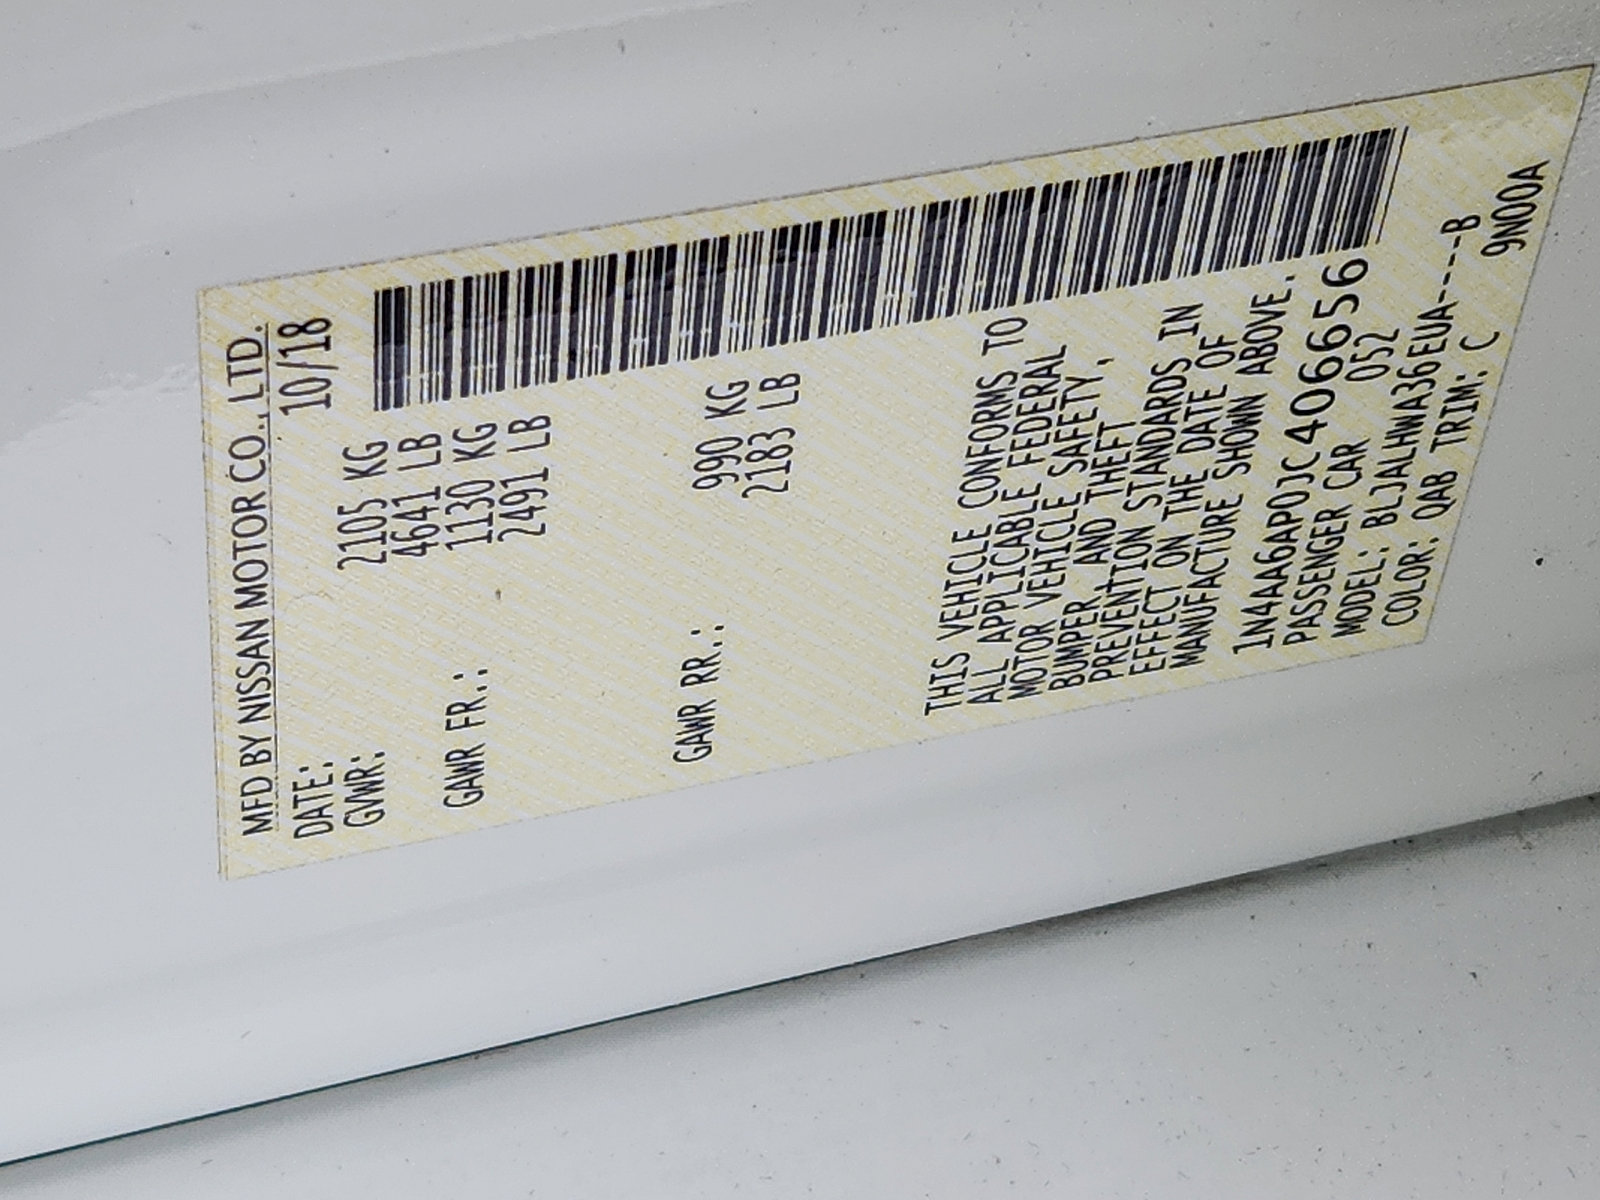 MFD BY NISSAN MOTOR CO., LTD.
DATE: 10/18
GVWR: 2105 KG
4641 LB
GAWR FR.: 1130 KG
2491 LB
GAWR RR.: 990 KG
2183 LB
THIS VEHICLE CONFORMS TO
ALL APPLICABLE FEDERAL
MOTOR VEHICLE SAFETY,
BUMPER, AND THEFT
PREVENTION STANDARDS IN
EFFECT ON THE DATE OF
MANUFACTURE SHOWN ABOVE.
1N4AA6AP0JC406656
PASSENGER CAR 052
MODEL: BLJALHWA36EUA----B
COLOR: QAB TRIM: C 9N00A